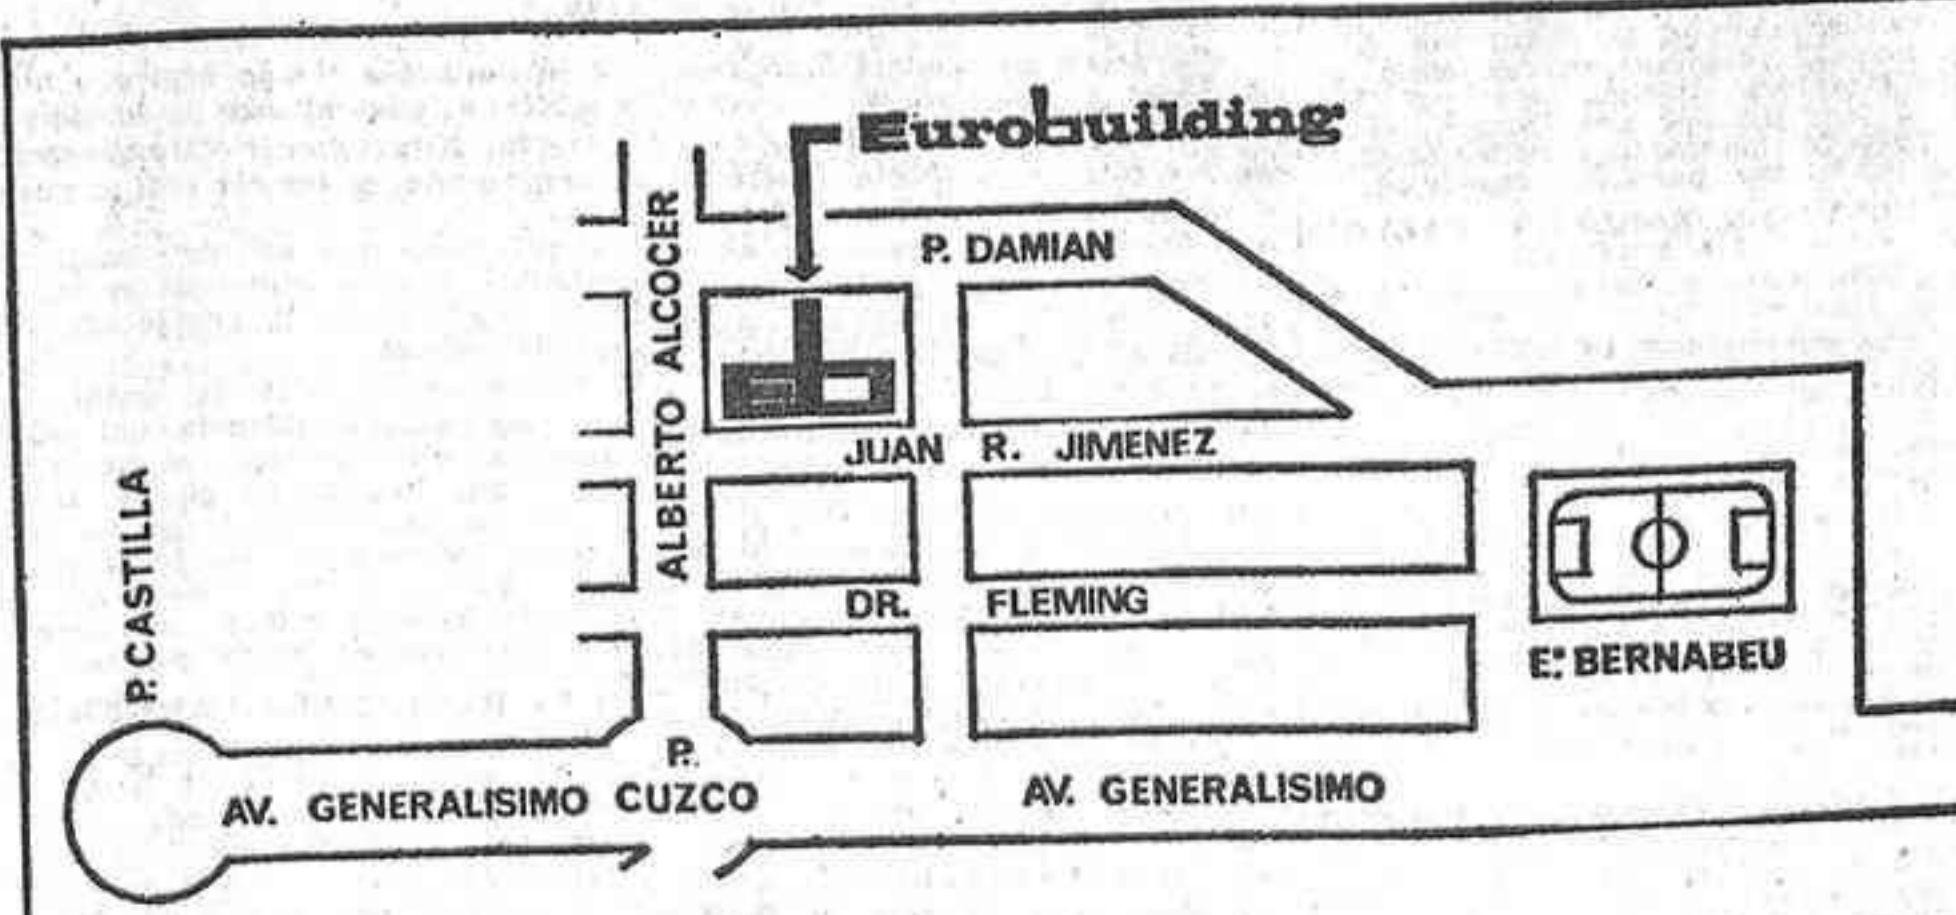 Eurobuilding
P. DAMIAN
ALBERTO ALCOCER
JUAN R. JIMENEZ
P. CASTILLA
DR. FLEMING
E.º BERNABEU
P. CUZCO
AV. GENERALISIMO
AV. GENERALISIMO